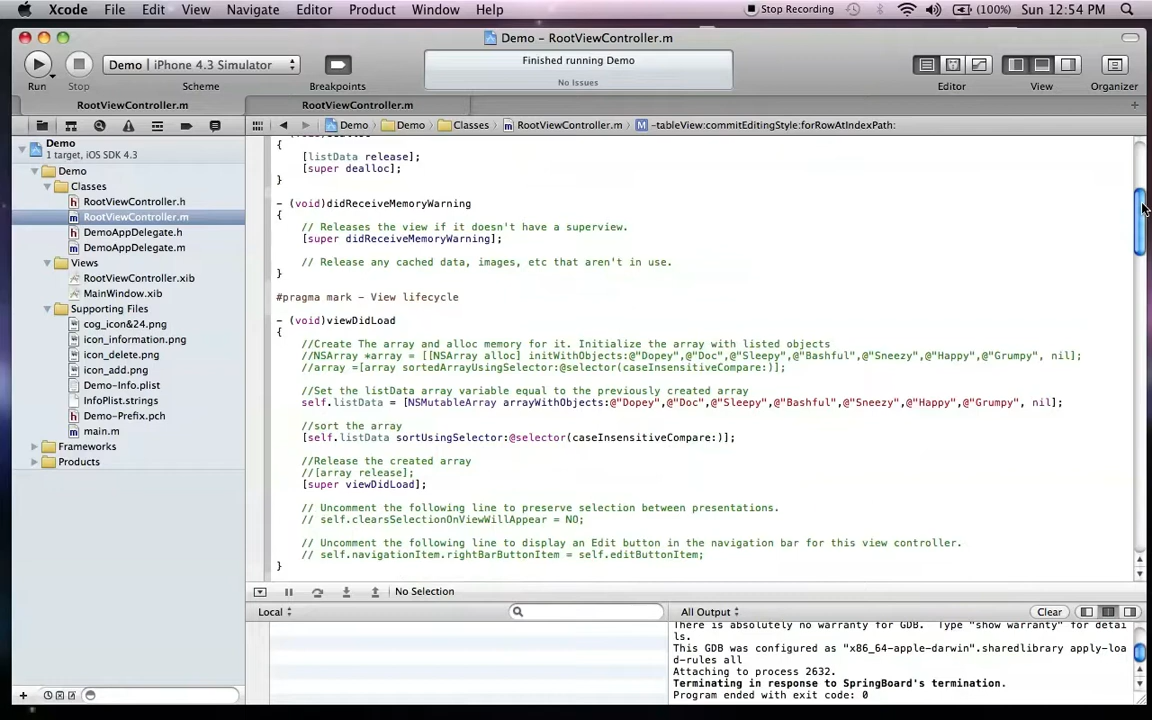 Xcode File Edit View Navigate Editor Product Window Help Stop Recording (100%) Sun 12:54 PM
Demo – RootViewController.m
Demo | iPhone 4.3 Simulator
Finished running Demo
No Issues
Run Stop Scheme Breakpoints Editor View Organizer
RootViewController.m RootViewController.m
Demo Demo Classes RootViewController.m M -tableView:commitEditingStyle:forRowAtIndexPath:
Demo
1 target, iOS SDK 4.3
Demo
Classes
h RootViewController.h
m RootViewController.m
h DemoAppDelegate.h
m DemoAppDelegate.m
Views
RootViewController.xib
MainWindow.xib
Supporting Files
cog_icon&24.png
icon_information.png
icon_delete.png
icon_add.png
Demo-Info.plist
InfoPlist.strings
Demo-Prefix.pch
main.m
Frameworks
Products
{
[listData release];
[super dealloc];
}
- (void)didReceiveMemoryWarning
{
// Releases the view if it doesn't have a superview.
[super didReceiveMemoryWarning];
// Release any cached data, images, etc that aren't in use.
}
#pragma mark - View lifecycle
- (void)viewDidLoad
{
//Create The array and alloc memory for it. Initialize the array with listed objects
//NSArray *array = [[NSArray alloc] initWithObjects:@"Dopey",@"Doc",@"Sleepy",@"Bashful",@"Sneezy",@"Happy",@"Grumpy", nil];
//array =[array sortedArrayUsingSelector:@selector(caseInsensitiveCompare:)];
//Set the listData array variable equal to the previously created array
self.listData = [NSMutableArray arrayWithObjects:@"Dopey",@"Doc",@"Sleepy",@"Bashful",@"Sneezy",@"Happy",@"Grumpy", nil];
//sort the array
[self.listData sortUsingSelector:@selector(caseInsensitiveCompare:)];
//Release the created array
//[array release];
[super viewDidLoad];
// Uncomment the following line to preserve selection between presentations.
// self.clearsSelectionOnViewWillAppear = NO;
// Uncomment the following line to display an Edit button in the navigation bar for this view controller.
// self.navigationItem.rightBarButtonItem = self.editButtonItem;
}
No Selection
Local All Output Clear
There is absolutely no warranty for GDB. Type "show warranty" for detai
ls.
This GDB was configured as "x86_64-apple-darwin".sharedlibrary apply-loa
d-rules all
Attaching to process 2632.
Terminating in response to SpringBoard's termination.
Program ended with exit code: 0